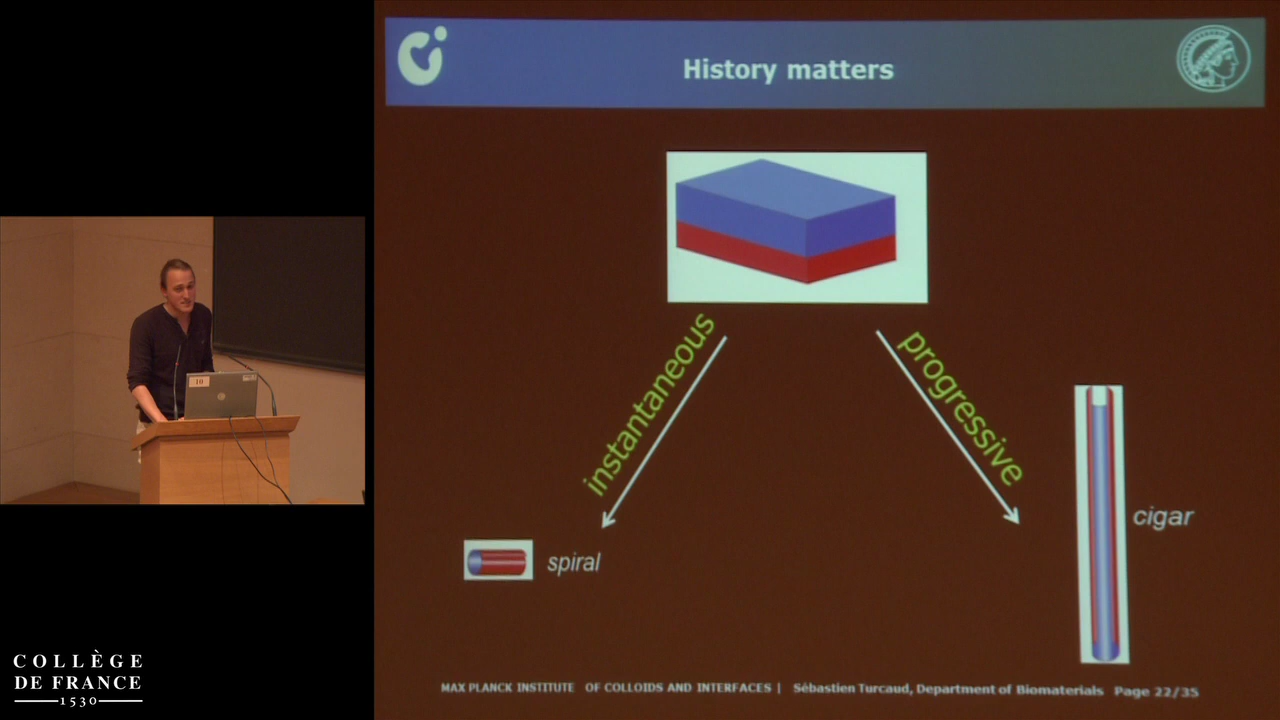 History matters
instantaneous
progressive
spiral
cigar
MAX PLANCK INSTITUTE OF COLLOIDS AND INTERFACES | Sébastien Turcaud, Department of Biomaterials Page 22/35
10
COLLÈGE
DE FRANCE
1530